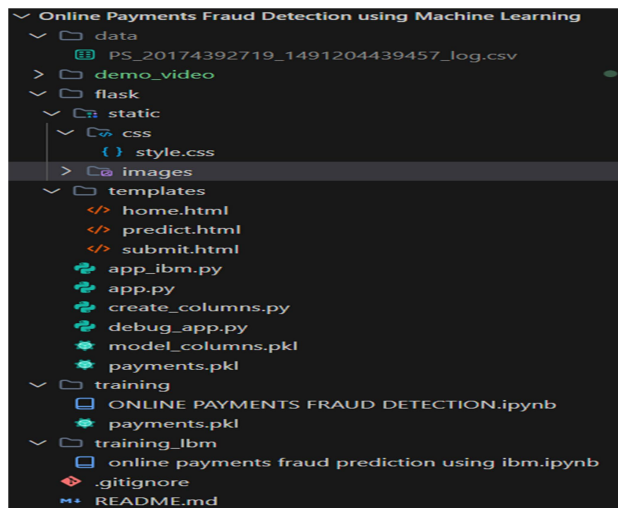 Online Payments Fraud Detection using Machine Learning
data
PS_20174392719_1491204439457_log.csv
demo_video
flask
static
css
style.css
images
templates
home.html
predict.html
submit.html
app_ibm.py
app.py
create_columns.py
debug_app.py
model_columns.pkl
payments.pkl
training
ONLINE PAYMENTS FRAUD DETECTION.ipynb
payments.pkl
training_lbm
online payments fraud prediction using ibm.ipynb
.gitignore
README.md